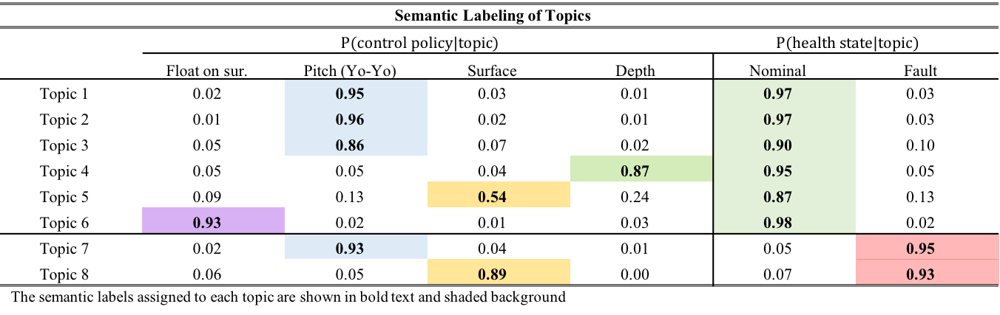 Semantic Labeling of Topics
P(control policy|topic) P(health state|topic)
Float on sur. Pitch (Yo-Yo) Surface Depth Nominal Fault
Topic 1 0.02 0.95 0.03 0.01 0.97 0.03
Topic 2 0.01 0.96 0.02 0.01 0.97 0.03
Topic 3 0.05 0.86 0.07 0.02 0.90 0.10
Topic 4 0.05 0.05 0.04 0.87 0.95 0.05
Topic 5 0.09 0.13 0.54 0.24 0.87 0.13
Topic 6 0.93 0.02 0.01 0.03 0.98 0.02
Topic 7 0.02 0.93 0.04 0.01 0.05 0.95
Topic 8 0.06 0.05 0.89 0.00 0.07 0.93
The semantic labels assigned to each topic are shown in bold text and shaded background